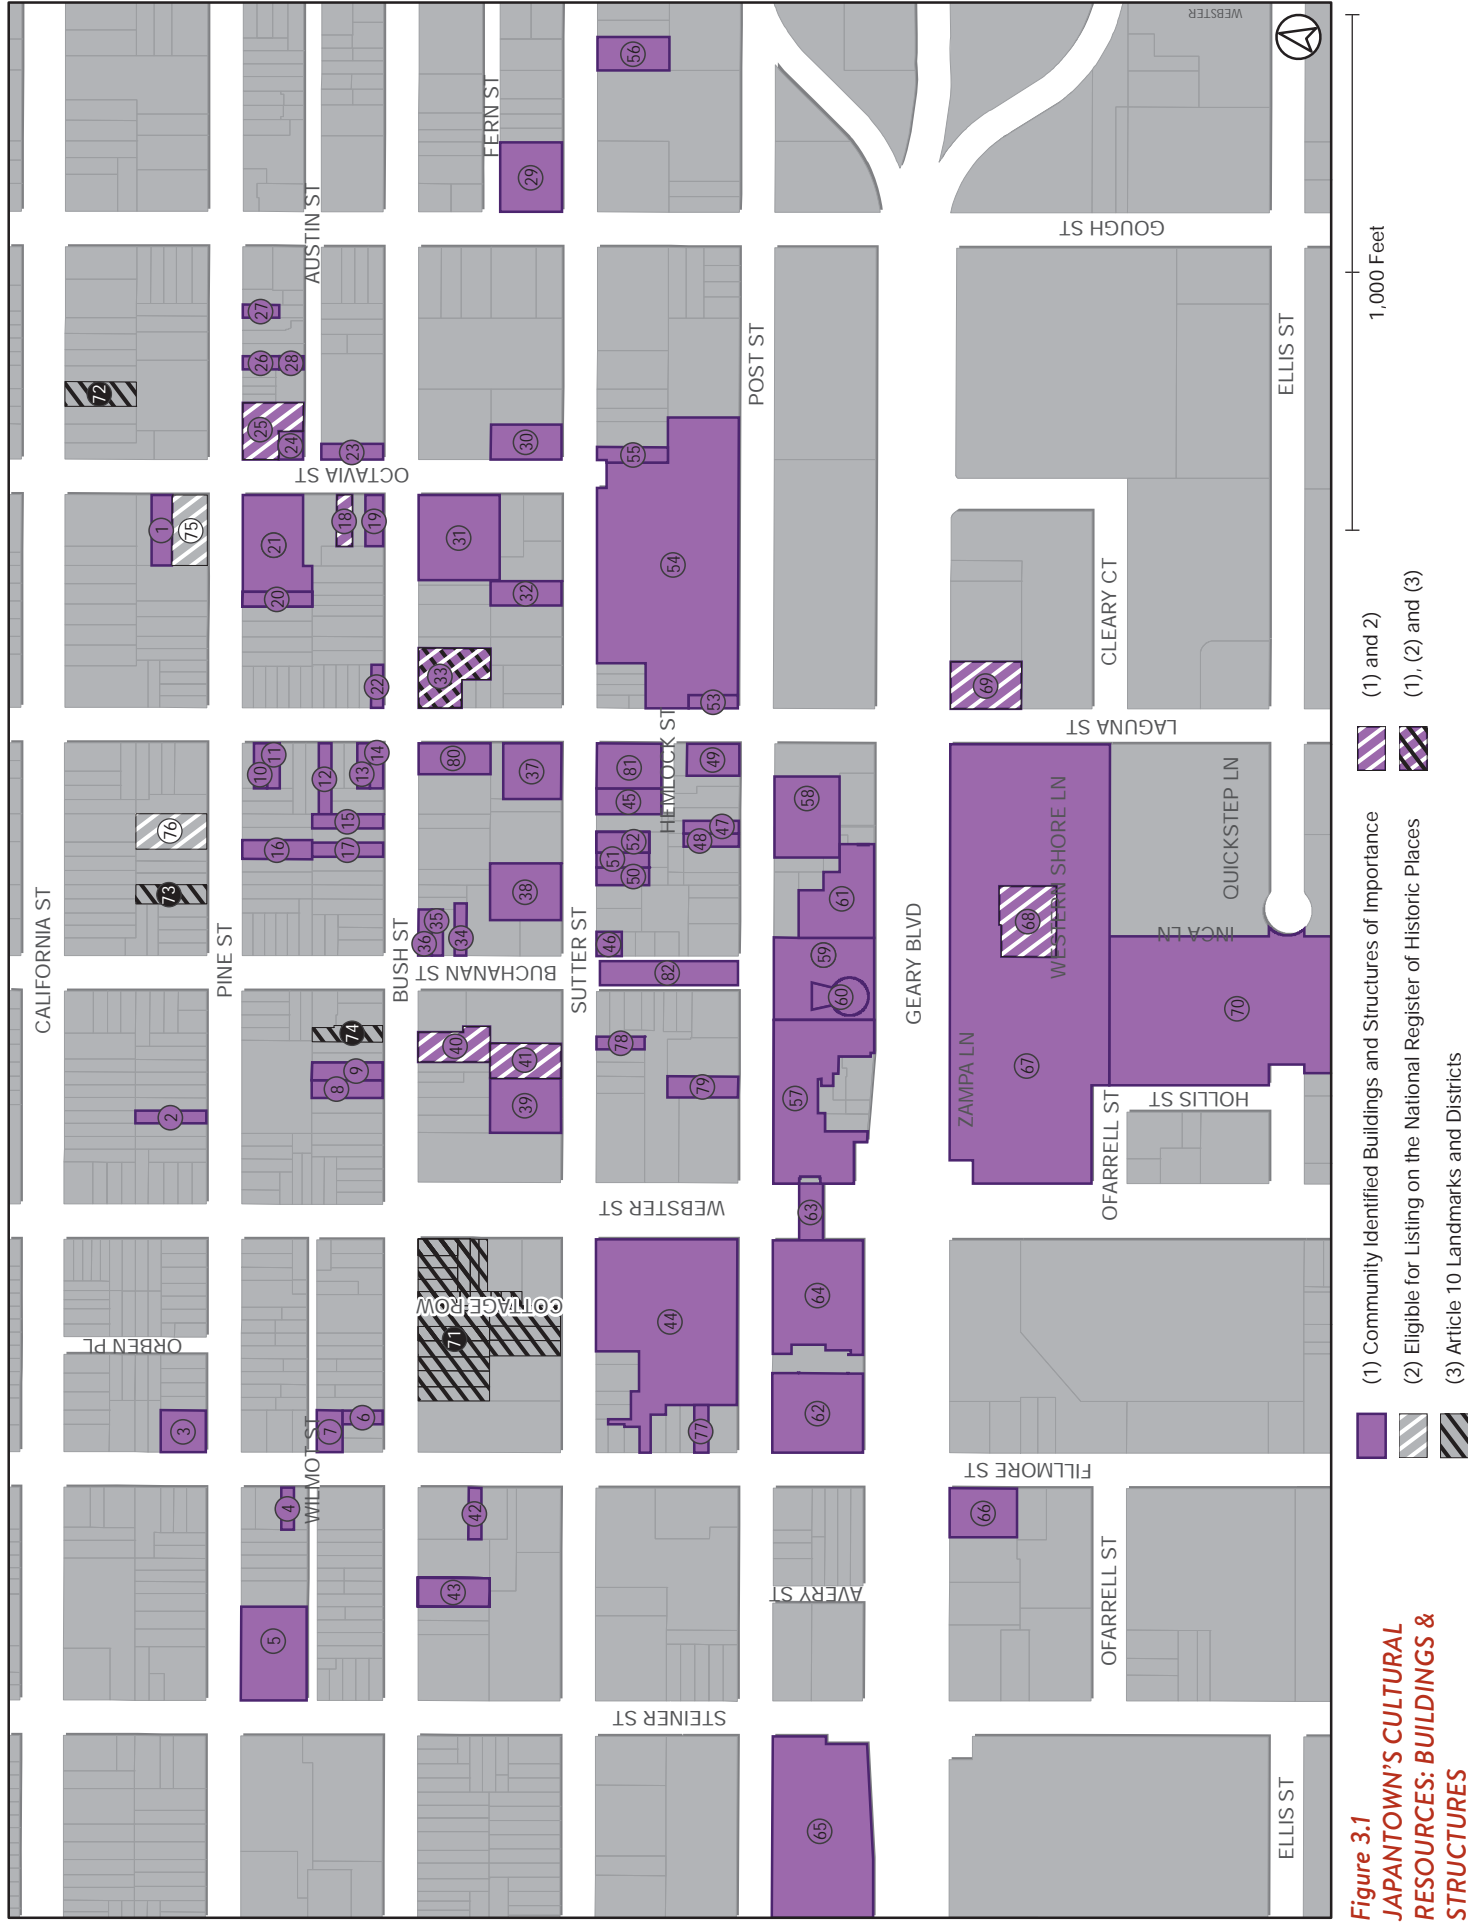 CALIFORNIA ST
3
ORBEN PL
2
73
76
1
75
72
PINE ST
5
4
WILMOT ST
7
6
8
9
74
16
17
15
12
10
11
13
14
22
20
21
18
19
OCTAVIA ST
25
24
23
26
28
27
AUSTIN ST
BUSH ST
43
42
71
COTTAGE ROW
39
41
40
BUCHANAN ST
36
35
34
38
80
37
33
32
31
30
29
FERN ST
SUTTER ST
STEINER ST
77
44
WEBSTER ST
79
78
82
46
50
51
52
48
47
45
81
49
HEMLOCK ST
53
54
55
56
POST ST
65
AVERY ST
62
64
63
57
60
59
61
58
GEARY BLVD
FILLMORE ST
66
ZAMPA LN
67
68
WESTERN SHORE LN
LAGUNA ST
69
GOUGH ST
OFARRELL ST
OFARRELL ST
CLEARY CT
HOLLIS ST
70
INCA LN
QUICKSTEP LN
WEBSTER
ELLIS ST
ELLIS ST
Figure 3.1
JAPANTOWN'S CULTURAL
RESOURCES: BUILDINGS &
STRUCTURES
(1) Community Identified Buildings and Structures of Importance
(2) Eligible for Listing on the National Register of Historic Places
(3) Article 10 Landmarks and Districts
(1) and 2)
(1), (2) and (3)
1,000 Feet